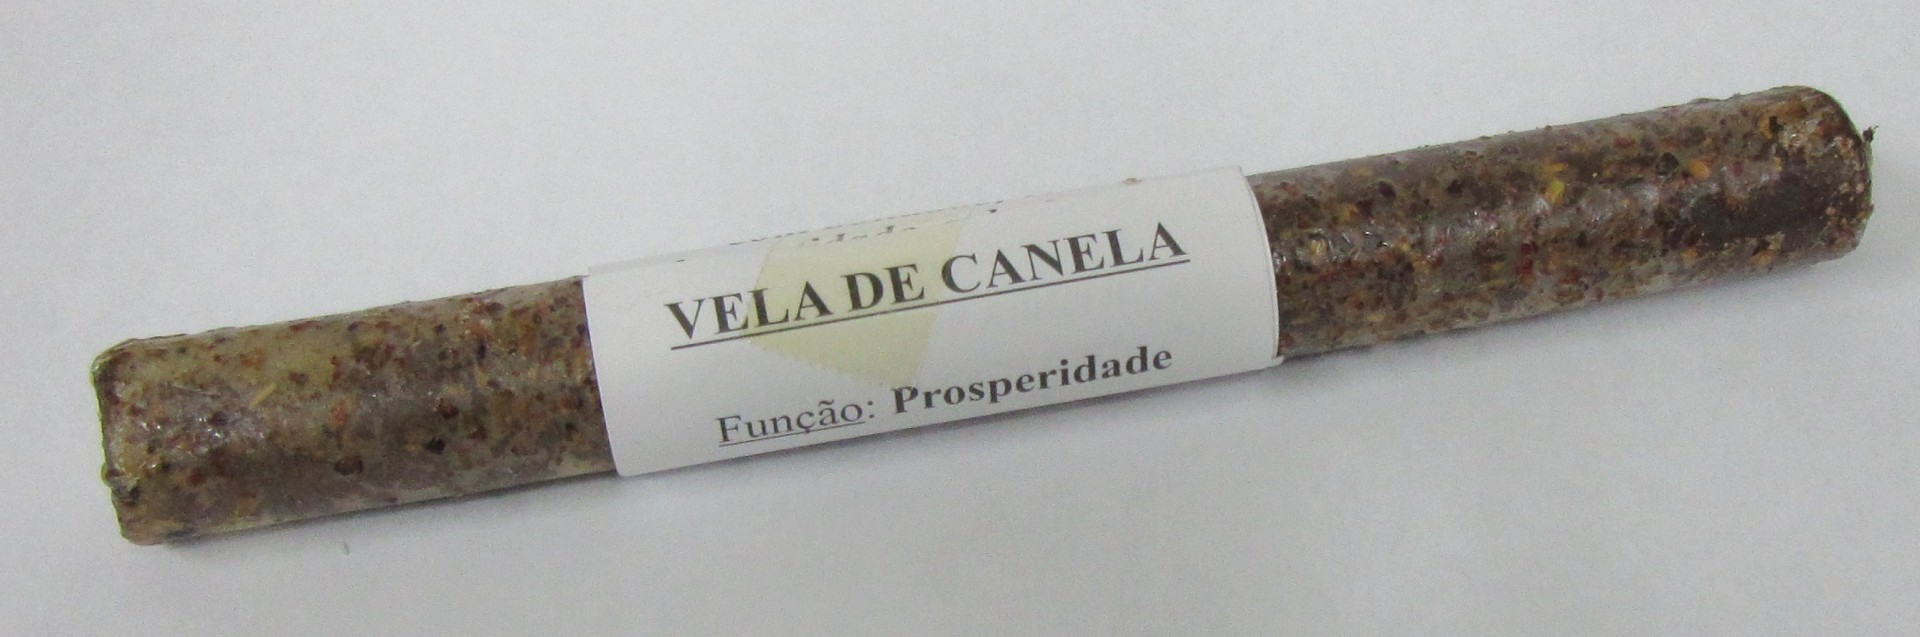 VELA DE CANELA
Função: Prosperidade